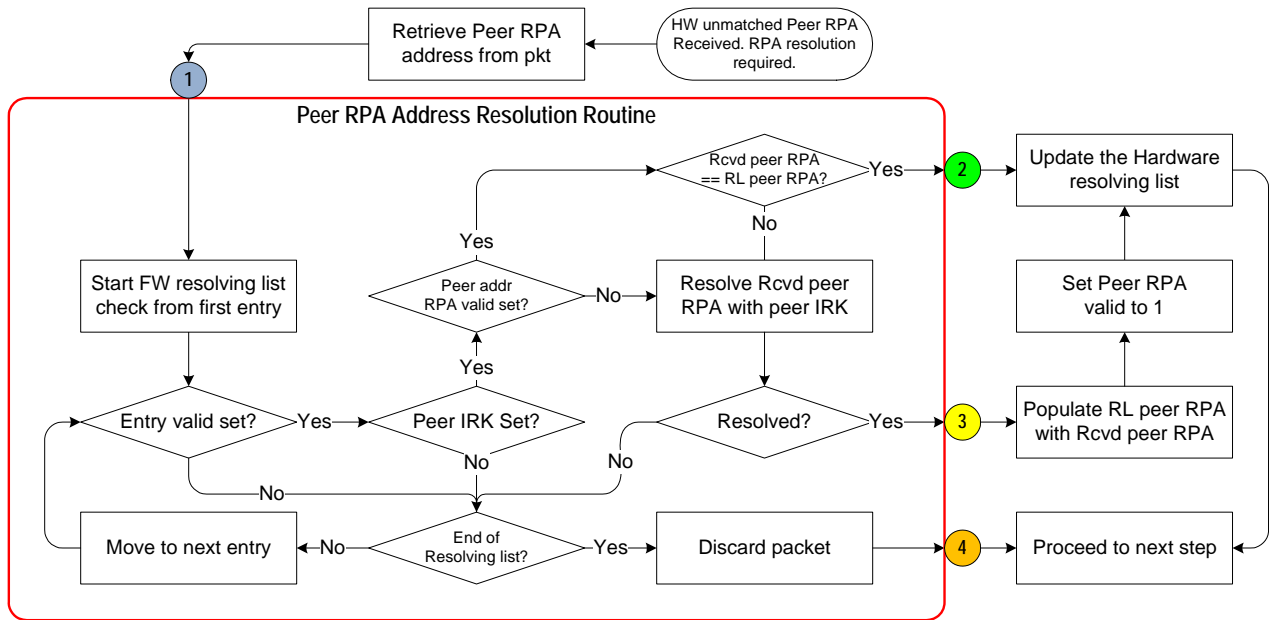 Retrieve Peer RPA
address from pkt
HW unmatched Peer RPA
Received. RPA resolution
required.
1
Peer RPA Address Resolution Routine
Rcvd peer RPA
== RL peer RPA?
Yes
2
Update the Hardware
resolving list
No
Yes
Start FW resolving list
check from first entry
Peer addr
RPA valid set?
No
Resolve Rcvd peer
RPA with peer IRK
Set Peer RPA
valid to 1
Yes
Entry valid set?
Yes
Peer IRK Set?
Resolved?
Yes
3
Populate RL peer RPA
with Rcvd peer RPA
No
No
No
Move to next entry
No
End of
Resolving list?
Yes
Discard packet
4
Proceed to next step